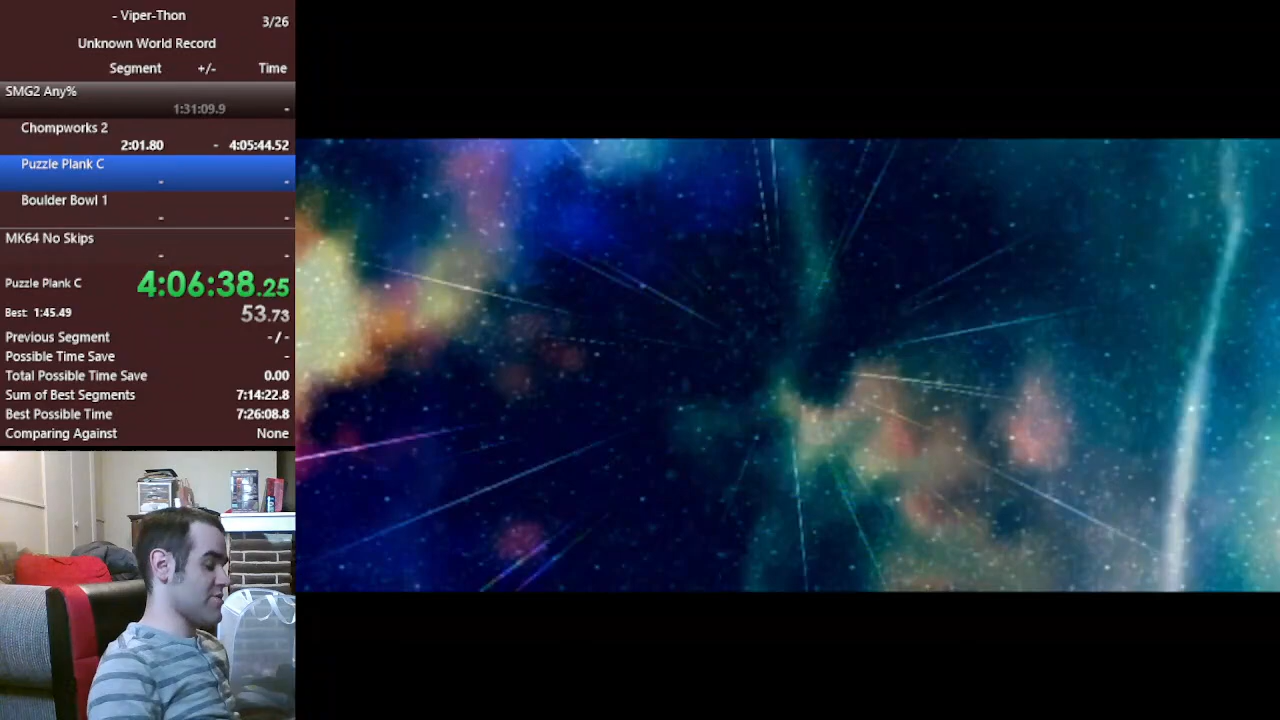 - Viper-Thon
3/26
Unknown World Record
Segment +/- Time
SMG2 Any%
1:31:09.9 -
Chompworks 2
2:01.80 - 4:05:44.52
Puzzle Plank C
- -
Boulder Bowl 1
- -
MK64 No Skips
- -
Puzzle Plank C 4:06:38.25
Best: 1:45.49 53.73
Previous Segment - / -
Possible Time Save -
Total Possible Time Save 0.00
Sum of Best Segments 7:14:22.8
Best Possible Time 7:26:08.8
Comparing Against None